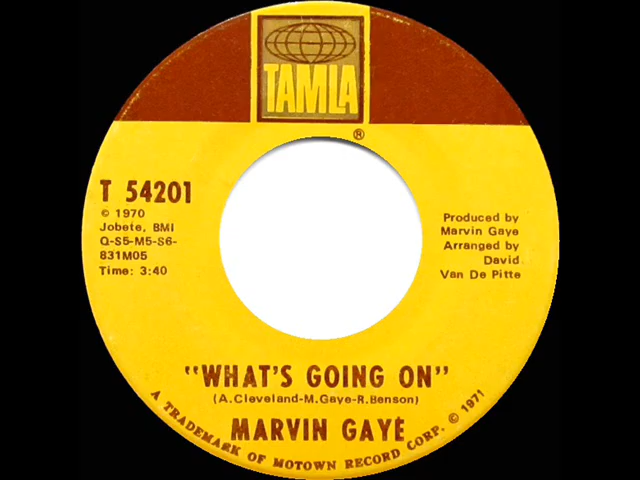 TAMLA
®
T 54201
© 1970
Jobete, BMI
Q-S5-M5-S6-
831M05
Time: 3:40
Produced by
Marvin Gaye
Arranged by
David
Van De Pitte
"WHAT'S GOING ON"
(A.Cleveland-M.Gaye-R.Benson)
MARVIN GAYE
A TRADEMARK OF MOTOWN RECORD CORP. © 1971